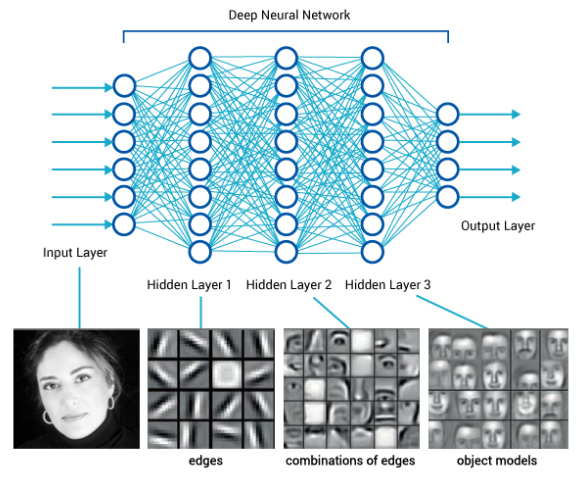 Deep Neural Network
Input Layer
Output Layer
Hidden Layer 1
Hidden Layer 2
Hidden Layer 3
edges
combinations of edges
object models